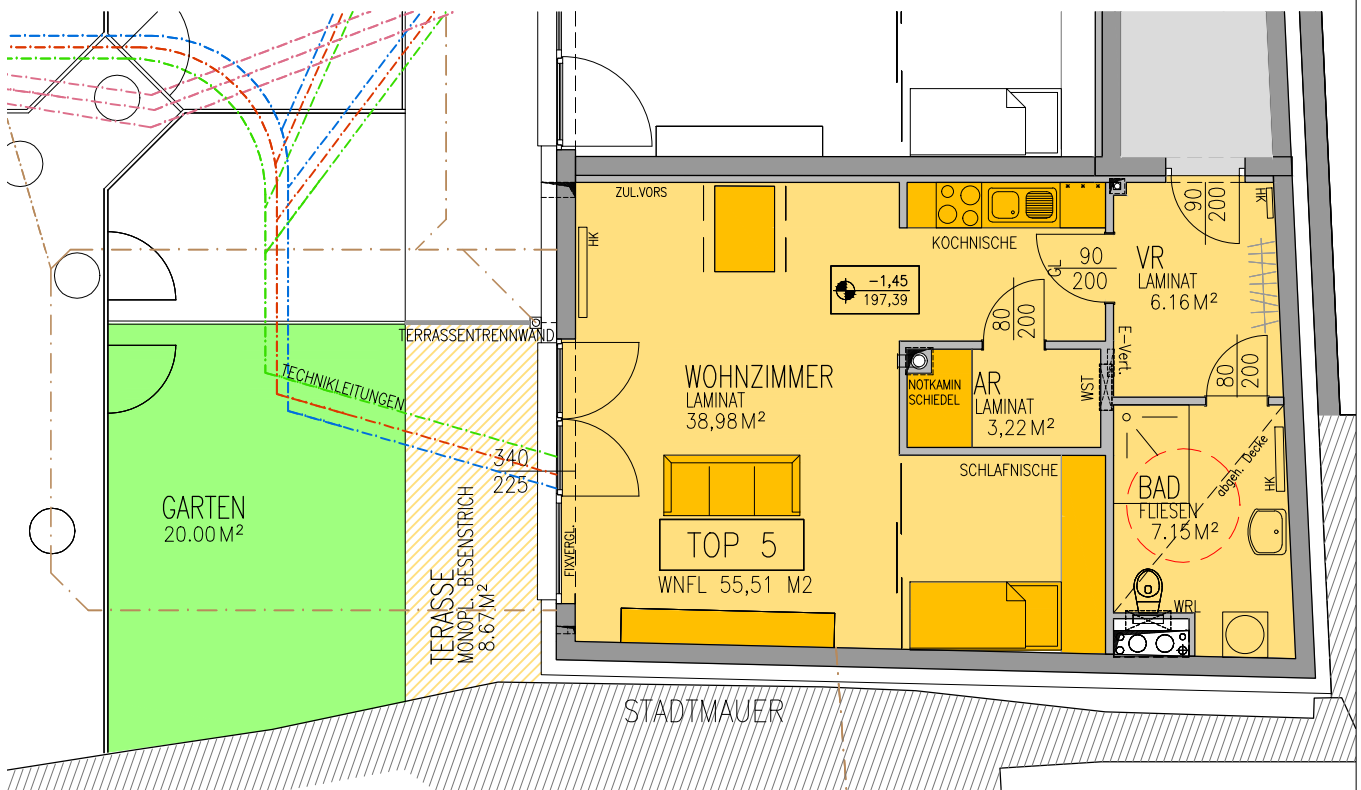 ZUL.VORS
HK
KOCHNISCHE
-1,45
197,39
GL
90
200
90
200
HK
VR
LAMINAT
6.16 M²
E-Vert.
80
200
80
200
TERRASSENTRENNWAND
TECHNIKLEITUNGEN
WOHNZIMMER
LAMINAT
38,98 M²
NOTKAMIN
SCHIEDEL
AR
LAMINAT
3,22 M²
WST
340
225
SCHLAFNISCHE
abgeh. Decke
HK
BAD
FLIESEN
7.15 M²
GARTEN
20.00 M²
TERASSE
MONOPL. BESENSTRICH
8.67 M²
FIXVERGL.
TOP 5
WNFL 55,51 M2
WRL
STADTMAUER